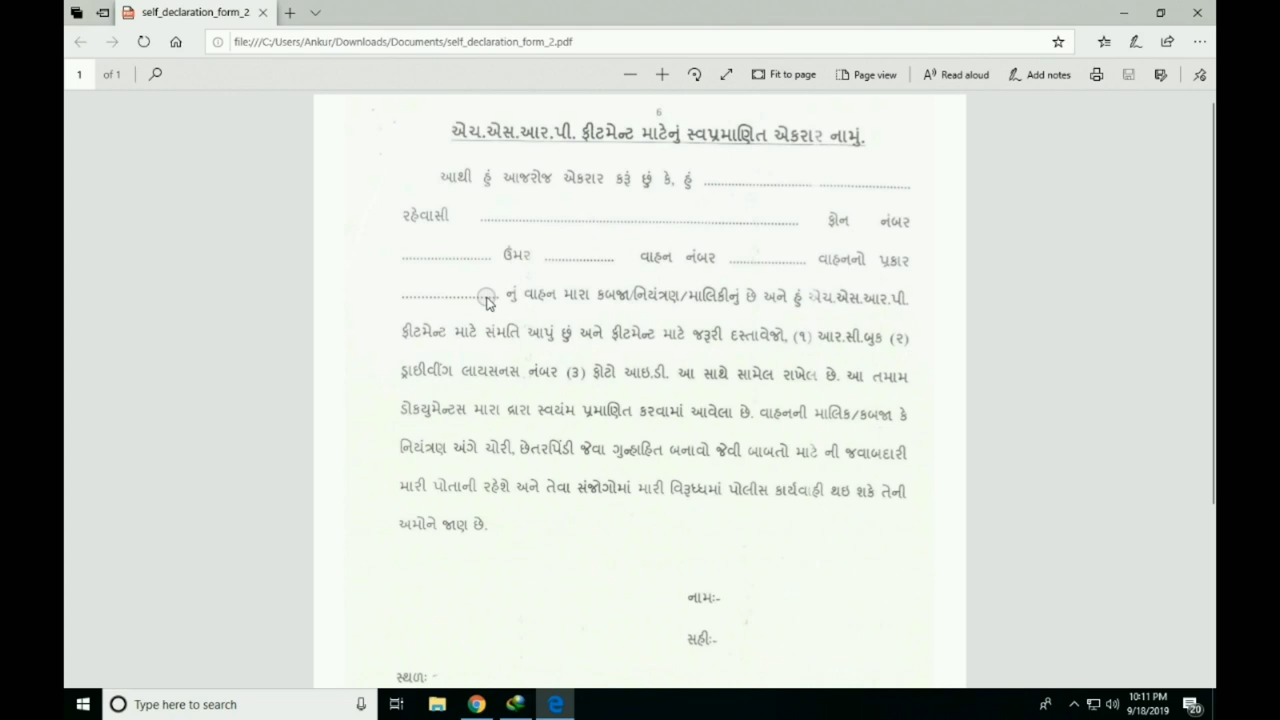 self_declaration_form_2
file:///C:/Users/Ankur/Downloads/Documents/self_declaration_form_2.pdf
1 of 1 Fit to page Page view Read aloud Add notes
6
એચ.એસ.આર.પી. ફીટમેન્ટ માટેનું સ્વપ્રમાણિત એકરાર નામું.
આથી હું આજરોજ એકરાર કરૂં છું કે, હું ........................................
રહેવાસી ........................................ ફોન નંબર
.................... ઉંમર ................ વાહન નંબર ................ વાહનનો પ્રકાર
.................... નું વાહન મારા કબજા/નિયંત્રણ/માલિકીનું છે અને હું એચ.એસ.આર.પી.
ફીટમેન્ટ માટે સંમતિ આપું છું અને ફીટમેન્ટ માટે જરૂરી દસ્તાવેજો, (૧) આર.સી.બુક (૨)
ડ્રાઈવીંગ લાયસનસ નંબર (૩) ફોટો આઇ.ડી. આ સાથે સામેલ રાખેલ છે. આ તમામ
ડોકયુમેન્ટસ મારા દ્વારા સ્વયંમ પ્રમાણિત કરવામાં આવેલા છે. વાહનની માલિક/કબજા કે
નિયંત્રણ અંગે ચોરી, છેતરપિંડી જેવા ગુન્હાહિત બનાવો જેવી બાબતો માટે ની જવાબદારી
મારી પોતાની રહેશે અને તેવા સંજોગોમાં મારી વિરૂધ્ધમાં પોલીસ કાર્યવાહી થઇ શકે તેની
અમોને જાણ છે.
નામઃ-
સહીઃ-
સ્થળઃ -
Type here to search
10:11 PM
9/18/2019
20